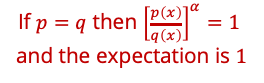 If p = q then [p(x)/q(x)]^α = 1
and the expectation is 1